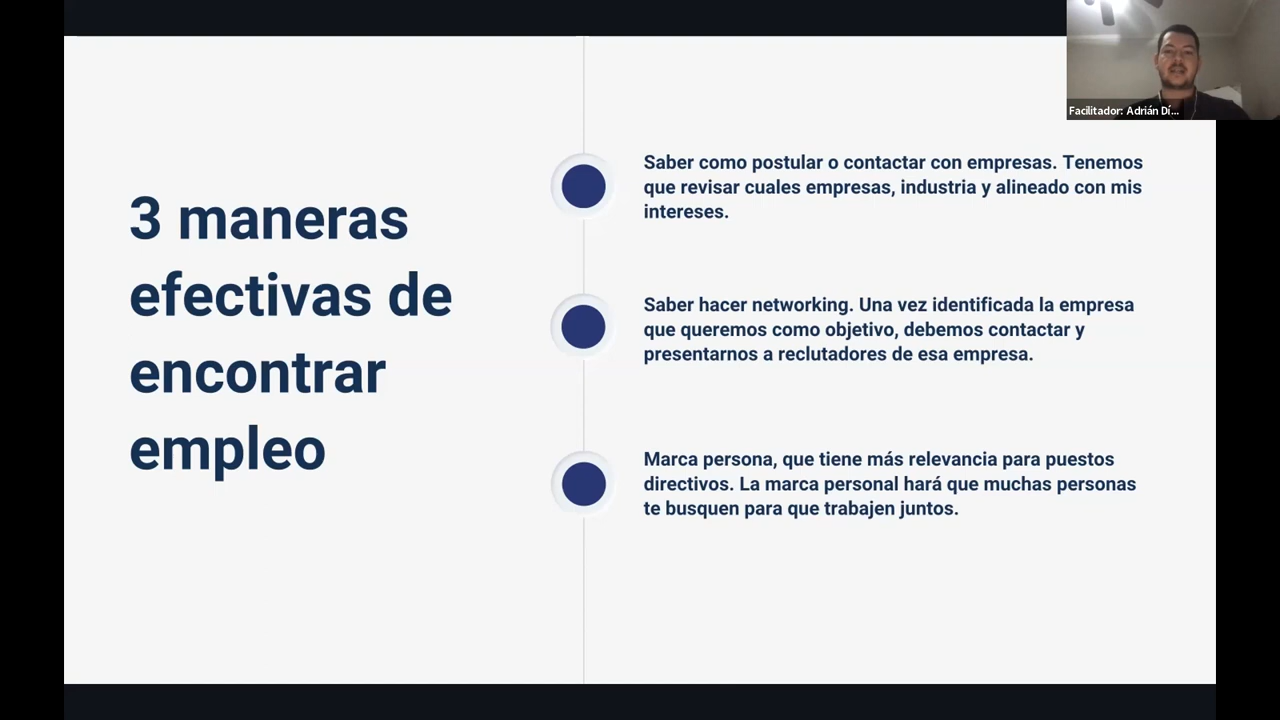 Facilitador: Adrián Dí...
3 maneras
efectivas de
encontrar
empleo
Saber como postular o contactar con empresas. Tenemos
que revisar cuales empresas, industria y alineado con mis
intereses.
Saber hacer networking. Una vez identificada la empresa
que queremos como objetivo, debemos contactar y
presentarnos a reclutadores de esa empresa.
Marca persona, que tiene más relevancia para puestos
directivos. La marca personal hará que muchas personas
te busquen para que trabajen juntos.